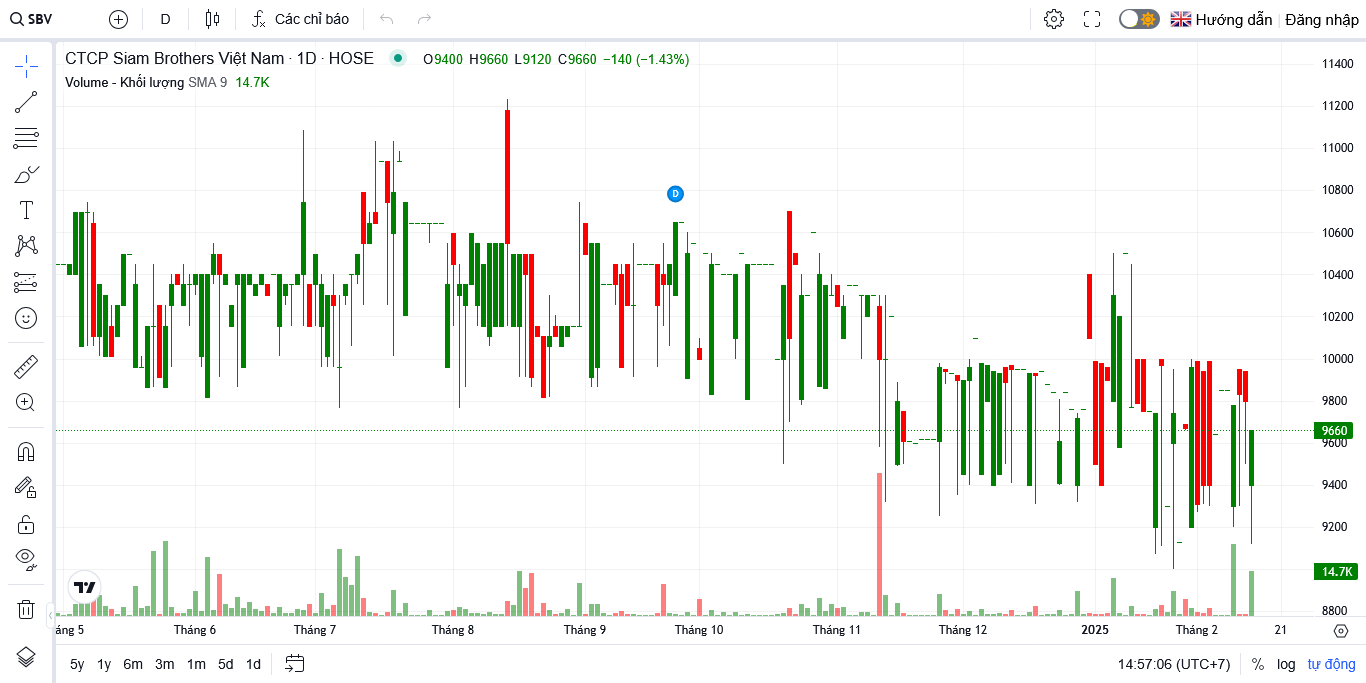 SBV D Các chỉ báo Hướng dẫn Đăng nhập
CTCP Siam Brothers Việt Nam · 1D · HOSE O9400 H9660 L9120 C9660 −140 (−1.43%)
Volume - Khối lượng SMA 9 14.7K
D
11400
11200
11000
10800
10600
10400
10200
10000
9800
9660
9600
9400
9200
14.7K
8800
áng 5 Tháng 6 Tháng 7 Tháng 8 Tháng 9 Tháng 10 Tháng 11 Tháng 12 2025 Tháng 2 21
5y 1y 6m 3m 1m 5d 1d 14:57:06 (UTC+7) % log tự động